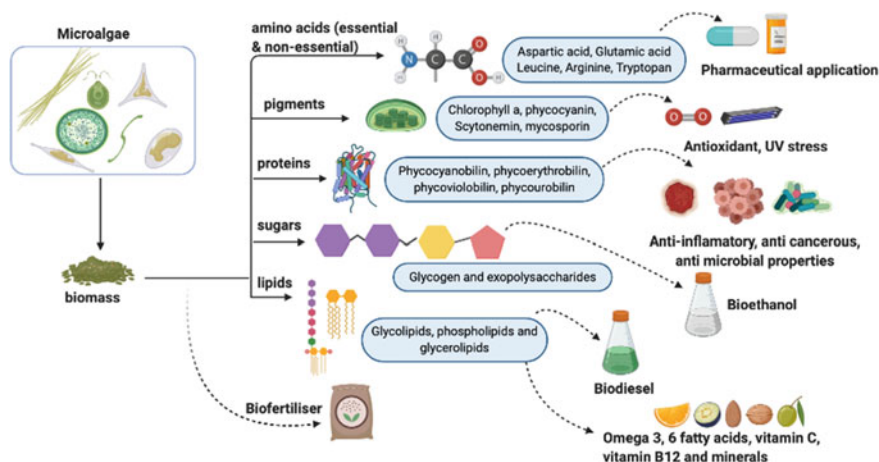 Microalgae
biomass
amino acids (essential
& non-essential)
H
H
N
H
C
C
O
O
H
Aspartic acid, Glutamic acid
Leucine, Arginine, Tryptopan
Pharmaceutical application
pigments
Chlorophyll a, phycocyanin,
Scytonemin, mycosporin
O O
Antioxidant, UV stress
proteins
Phycocyanobilin, phycoerythrobilin,
phycoviolobilin, phycourobilin
Anti-inflamatory, anti cancerous,
anti microbial properties
sugars
Glycogen and exopolysaccharides
Bioethanol
lipids
Glycolipids, phospholipids and
glycerolipids
Biodiesel
Omega 3, 6 fatty acids, vitamin C,
vitamin B12 and minerals
Biofertiliser